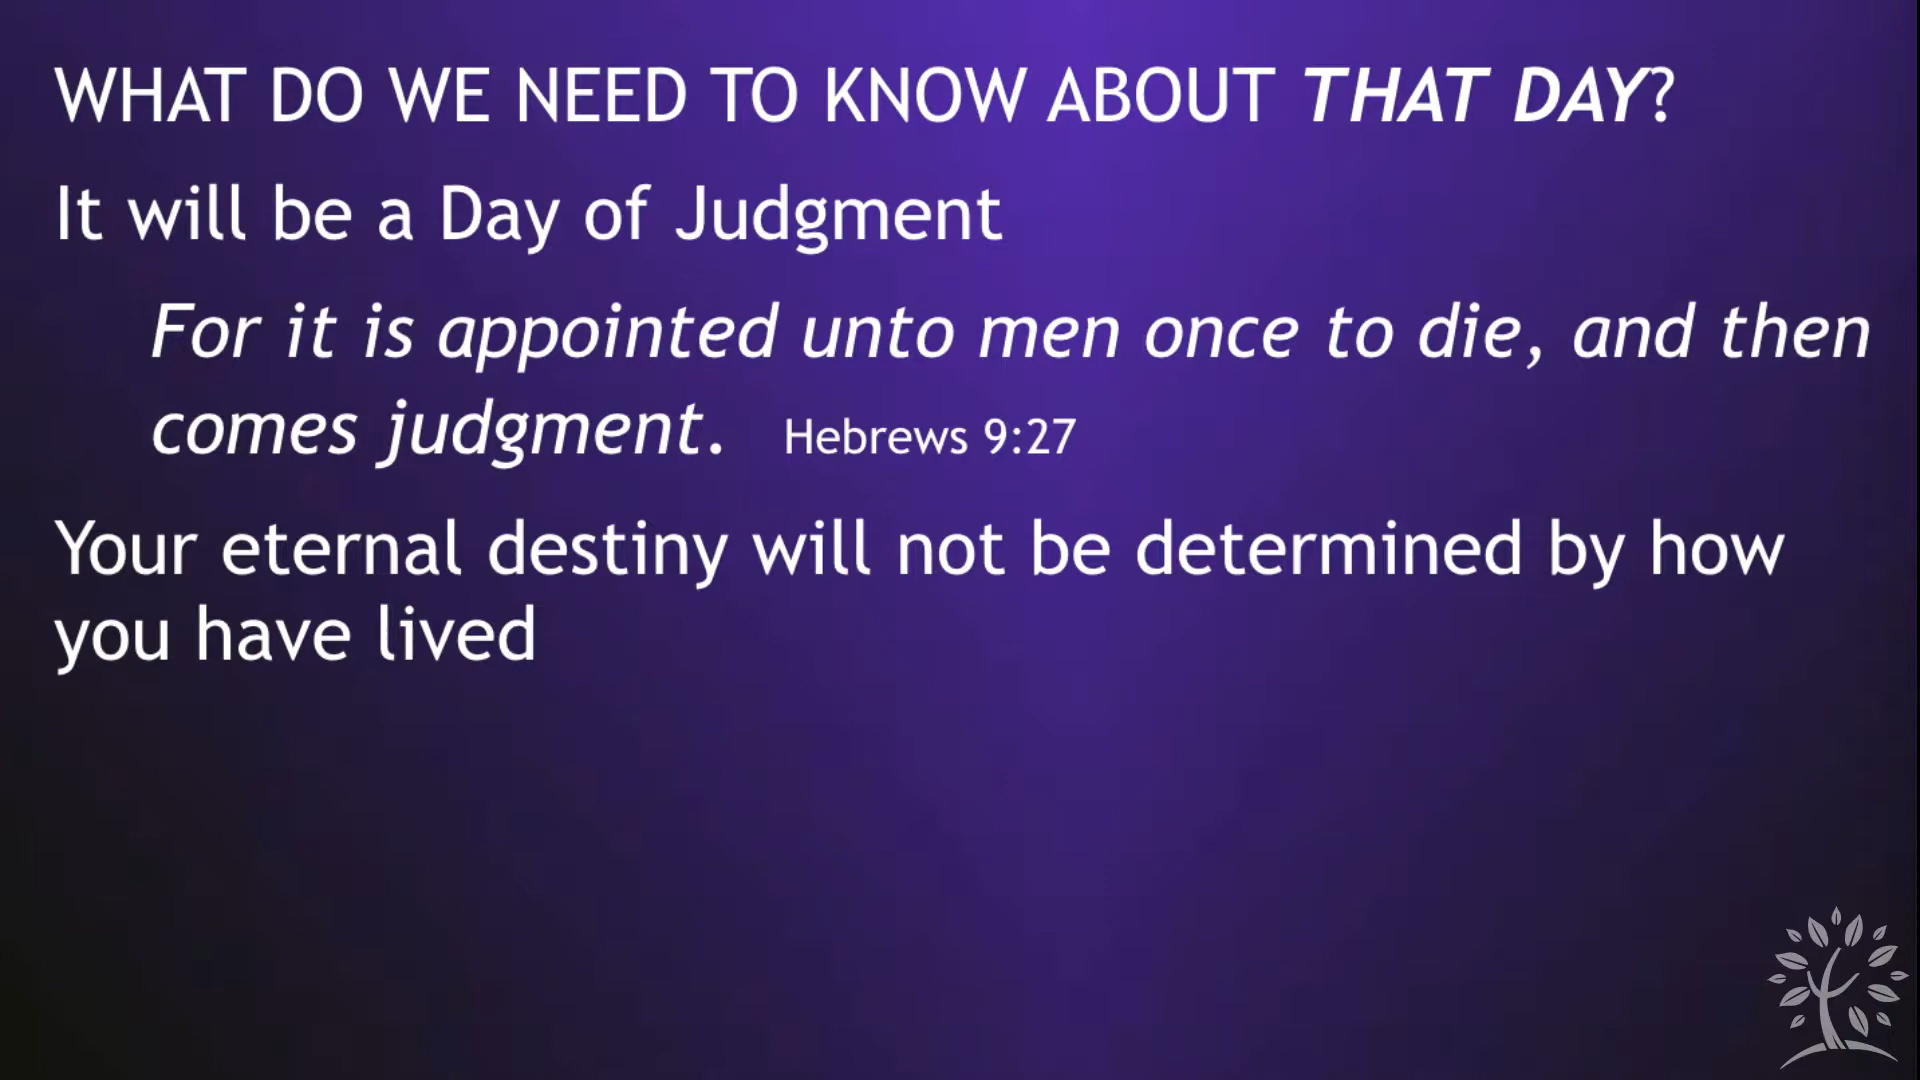 WHAT DO WE NEED TO KNOW ABOUT THAT DAY?
It will be a Day of Judgment
For it is appointed unto men once to die, and then
comes judgment. Hebrews 9:27
Your eternal destiny will not be determined by how
you have lived